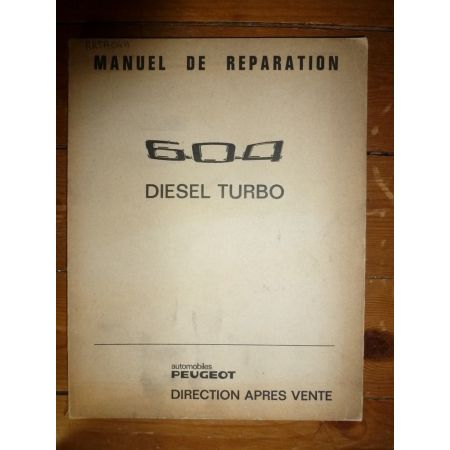 MANUEL DE REPARATION
604
DIESEL TURBO
automobiles
PEUGEOT
DIRECTION APRES VENTE